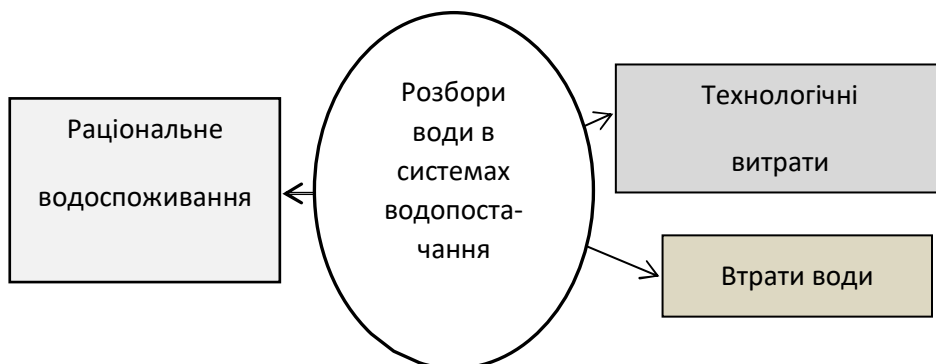 Раціональне
водоспоживання
Розбори
води в
системах
водопоста-
чання
Технологічні
витрати
Втрати води